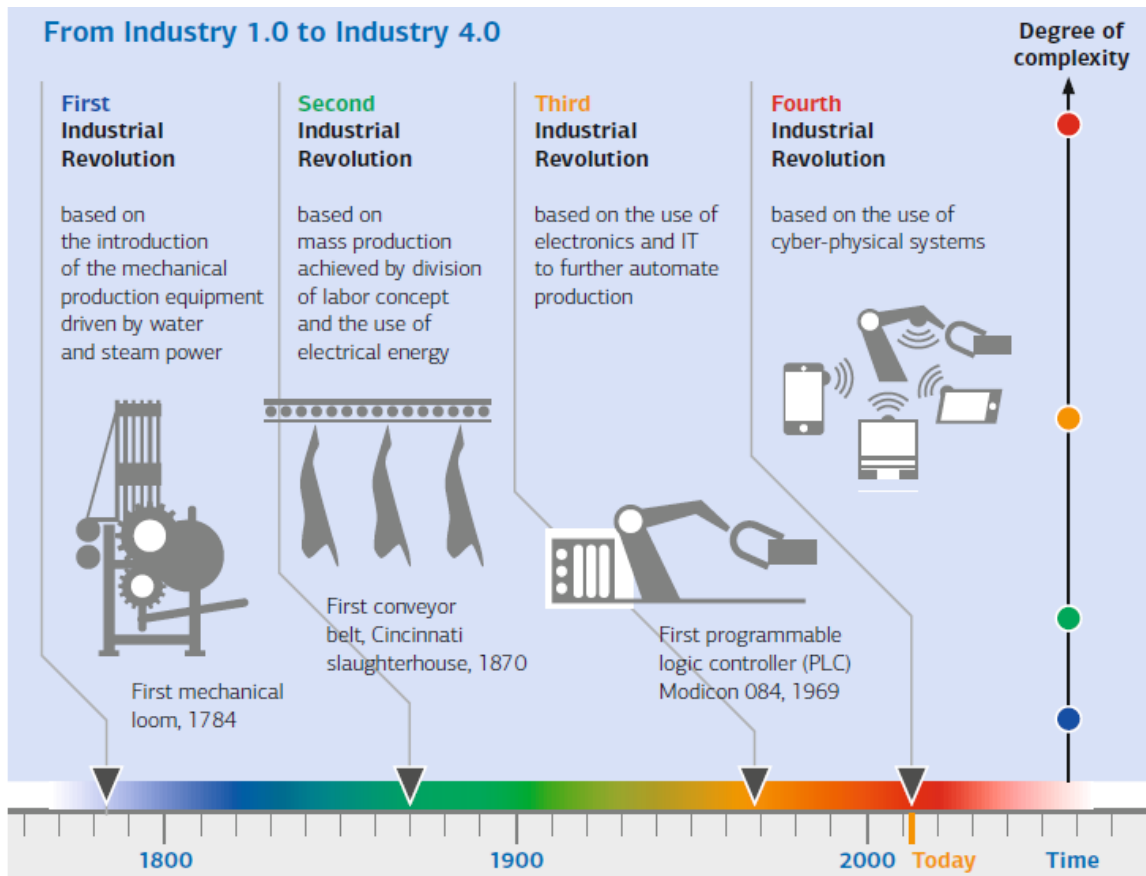 From Industry 1.0 to Industry 4.0
Degree of
complexity
First
Industrial
Revolution
based on
the introduction
of the mechanical
production equipment
driven by water
and steam power
First mechanical
loom, 1784
Second
Industrial
Revolution
based on
mass production
achieved by division
of labor concept
and the use of
electrical energy
First conveyor
belt, Cincinnati
slaughterhouse, 1870
Third
Industrial
Revolution
based on the use of
electronics and IT
to further automate
production
First programmable
logic controller (PLC)
Modicon 084, 1969
Fourth
Industrial
Revolution
based on the use of
cyber-physical systems
1800
1900
2000
Today
Time